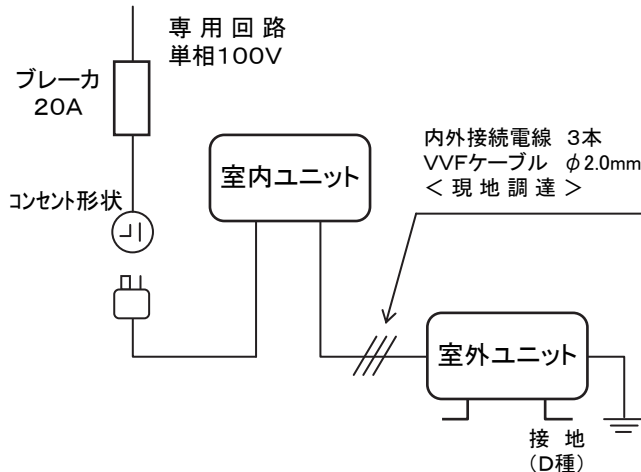 専用回路
単相100V
ブレーカ
20A
コンセント形状
室内ユニット
内外接続電線 3本
VVFケーブル φ2.0mm
<現地調達>
室外ユニット
接地
(D種)